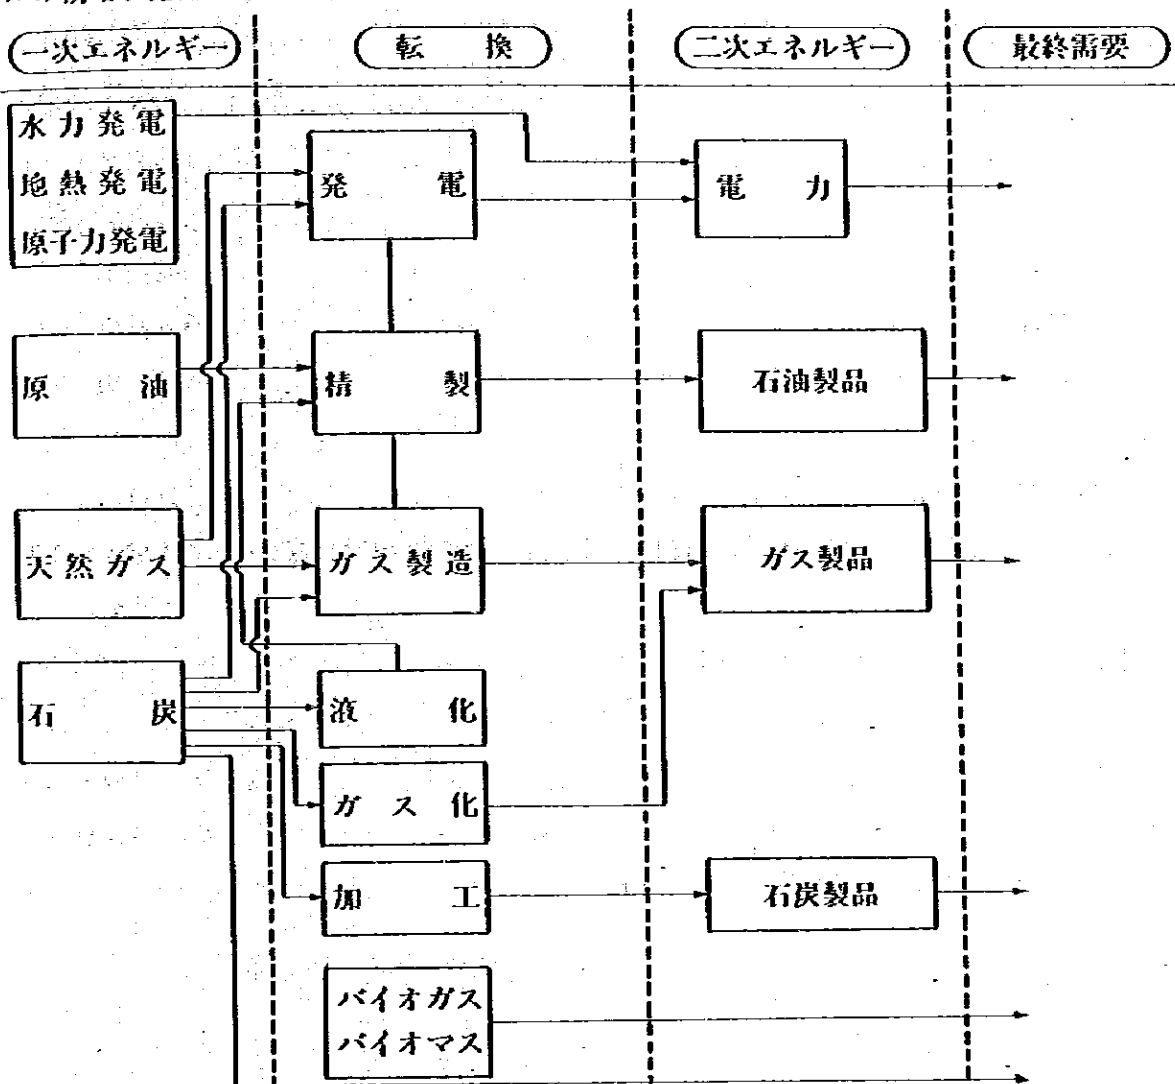 一次エネルギー
転 換
二次エネルギー
最終需要
水力発電
地熱発電
原子力発電
発 電
電 力
原 油
精 製
石油製品
天然ガス
ガス製造
ガス製品
石 炭
液 化
ガス化
加 工
石炭製品
バイオガス
バイオマス